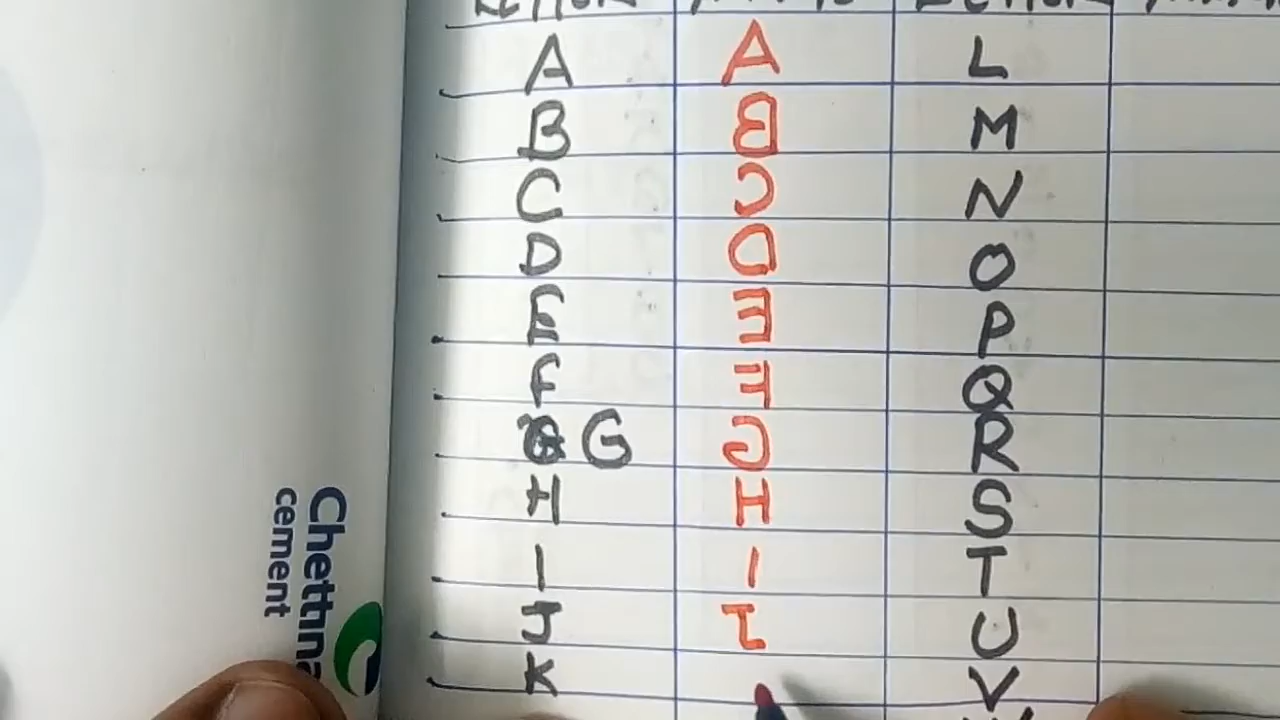 A A L
B ᗺ M
C Ɔ N
D ᗡ O
E Ǝ P
F ꟻ Q
G G R
H H S
I I T
J J U
K V
Chettina
cement